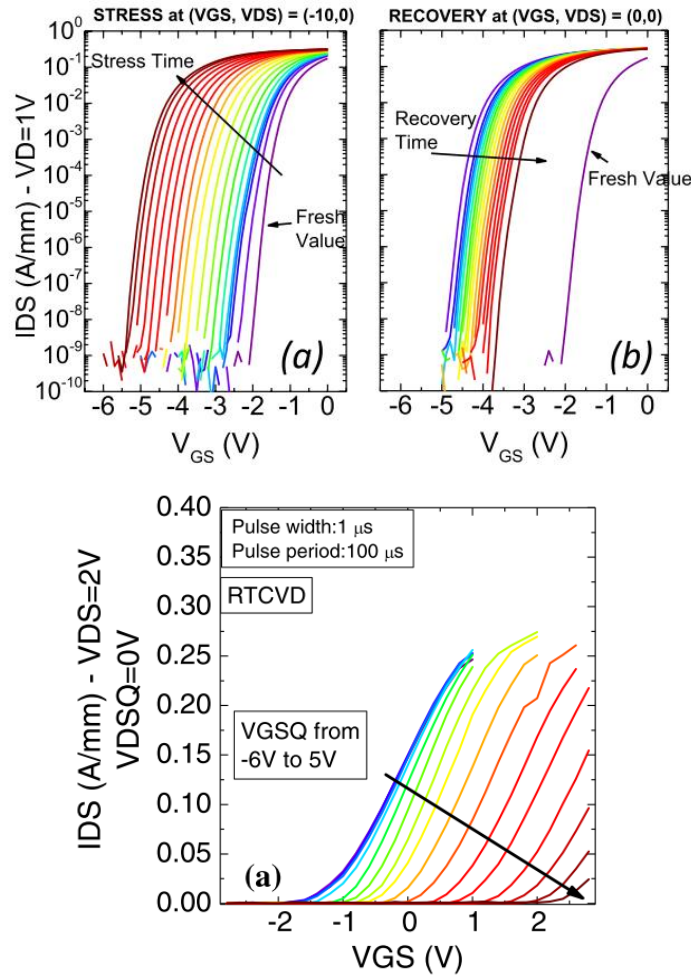 STRESS at (VGS, VDS) = (-10,0)
RECOVERY at (VGS, VDS) = (0,0)
IDS (A/mm) - VD=1V
10^0
10^-1
10^-2
10^-3
10^-4
10^-5
10^-6
10^-7
10^-8
10^-9
10^-10
Stress Time
Fresh
Value
(a)
-6 -5 -4 -3 -2 -1 0
V_GS (V)
Recovery
Time
Fresh Value
(b)
-6 -5 -4 -3 -2 -1 0
V_GS (V)
IDS (A/mm) - VDS=2V
VDSQ=0V
0.40
0.35
0.30
0.25
0.20
0.15
0.10
0.05
0.00
Pulse width:1 μs
Pulse period:100 μs
RTCVD
VGSQ from
-6V to 5V
(a)
-2 -1 0 1 2
VGS (V)